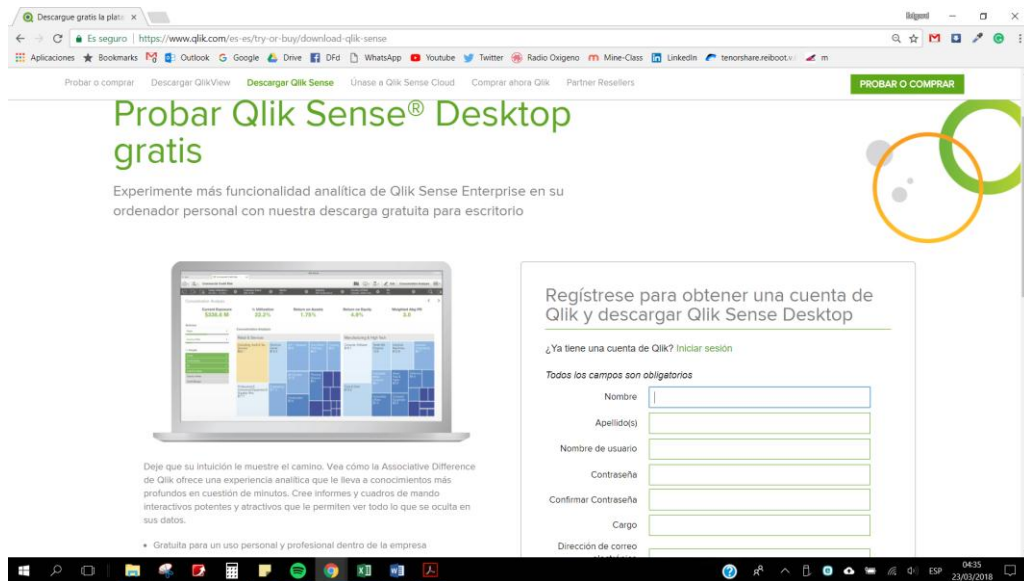 Descargue gratis la plata
Es seguro | https://www.qlik.com/es-es/try-or-buy/download-qlik-sense
Aplicaciones Bookmarks Outlook Google Drive DFd WhatsApp Youtube Twitter Radio Oxigeno Mine-Class LinkedIn tenorshare.reiboot.v m
Probar o comprar Descargar QlikView Descargar Qlik Sense Únase a Qlik Sense Cloud Comprar ahora Qlik Partner Resellers PROBAR O COMPRAR
Probar Qlik Sense® Desktop
gratis
Experimente más funcionalidad analítica de Qlik Sense Enterprise en su
ordenador personal con nuestra descarga gratuita para escritorio
Regístrese para obtener una cuenta de
Qlik y descargar Qlik Sense Desktop
¿Ya tiene una cuenta de Qlik? Iniciar sesión
Todos los campos son obligatorios
Nombre
Apellido(s)
Nombre de usuario
Contraseña
Confirmar Contraseña
Cargo
Dirección de correo
Deje que su intuición le muestre el camino. Vea cómo la Associative Difference
de Qlik ofrece una experiencia analítica que le lleva a conocimientos más
profundos en cuestión de minutos. Cree informes y cuadros de mando
interactivos potentes y atractivos que le permiten ver todo lo que se oculta en
sus datos.
• Gratuita para un uso personal y profesional dentro de la empresa
ESP
04:35
23/03/2018